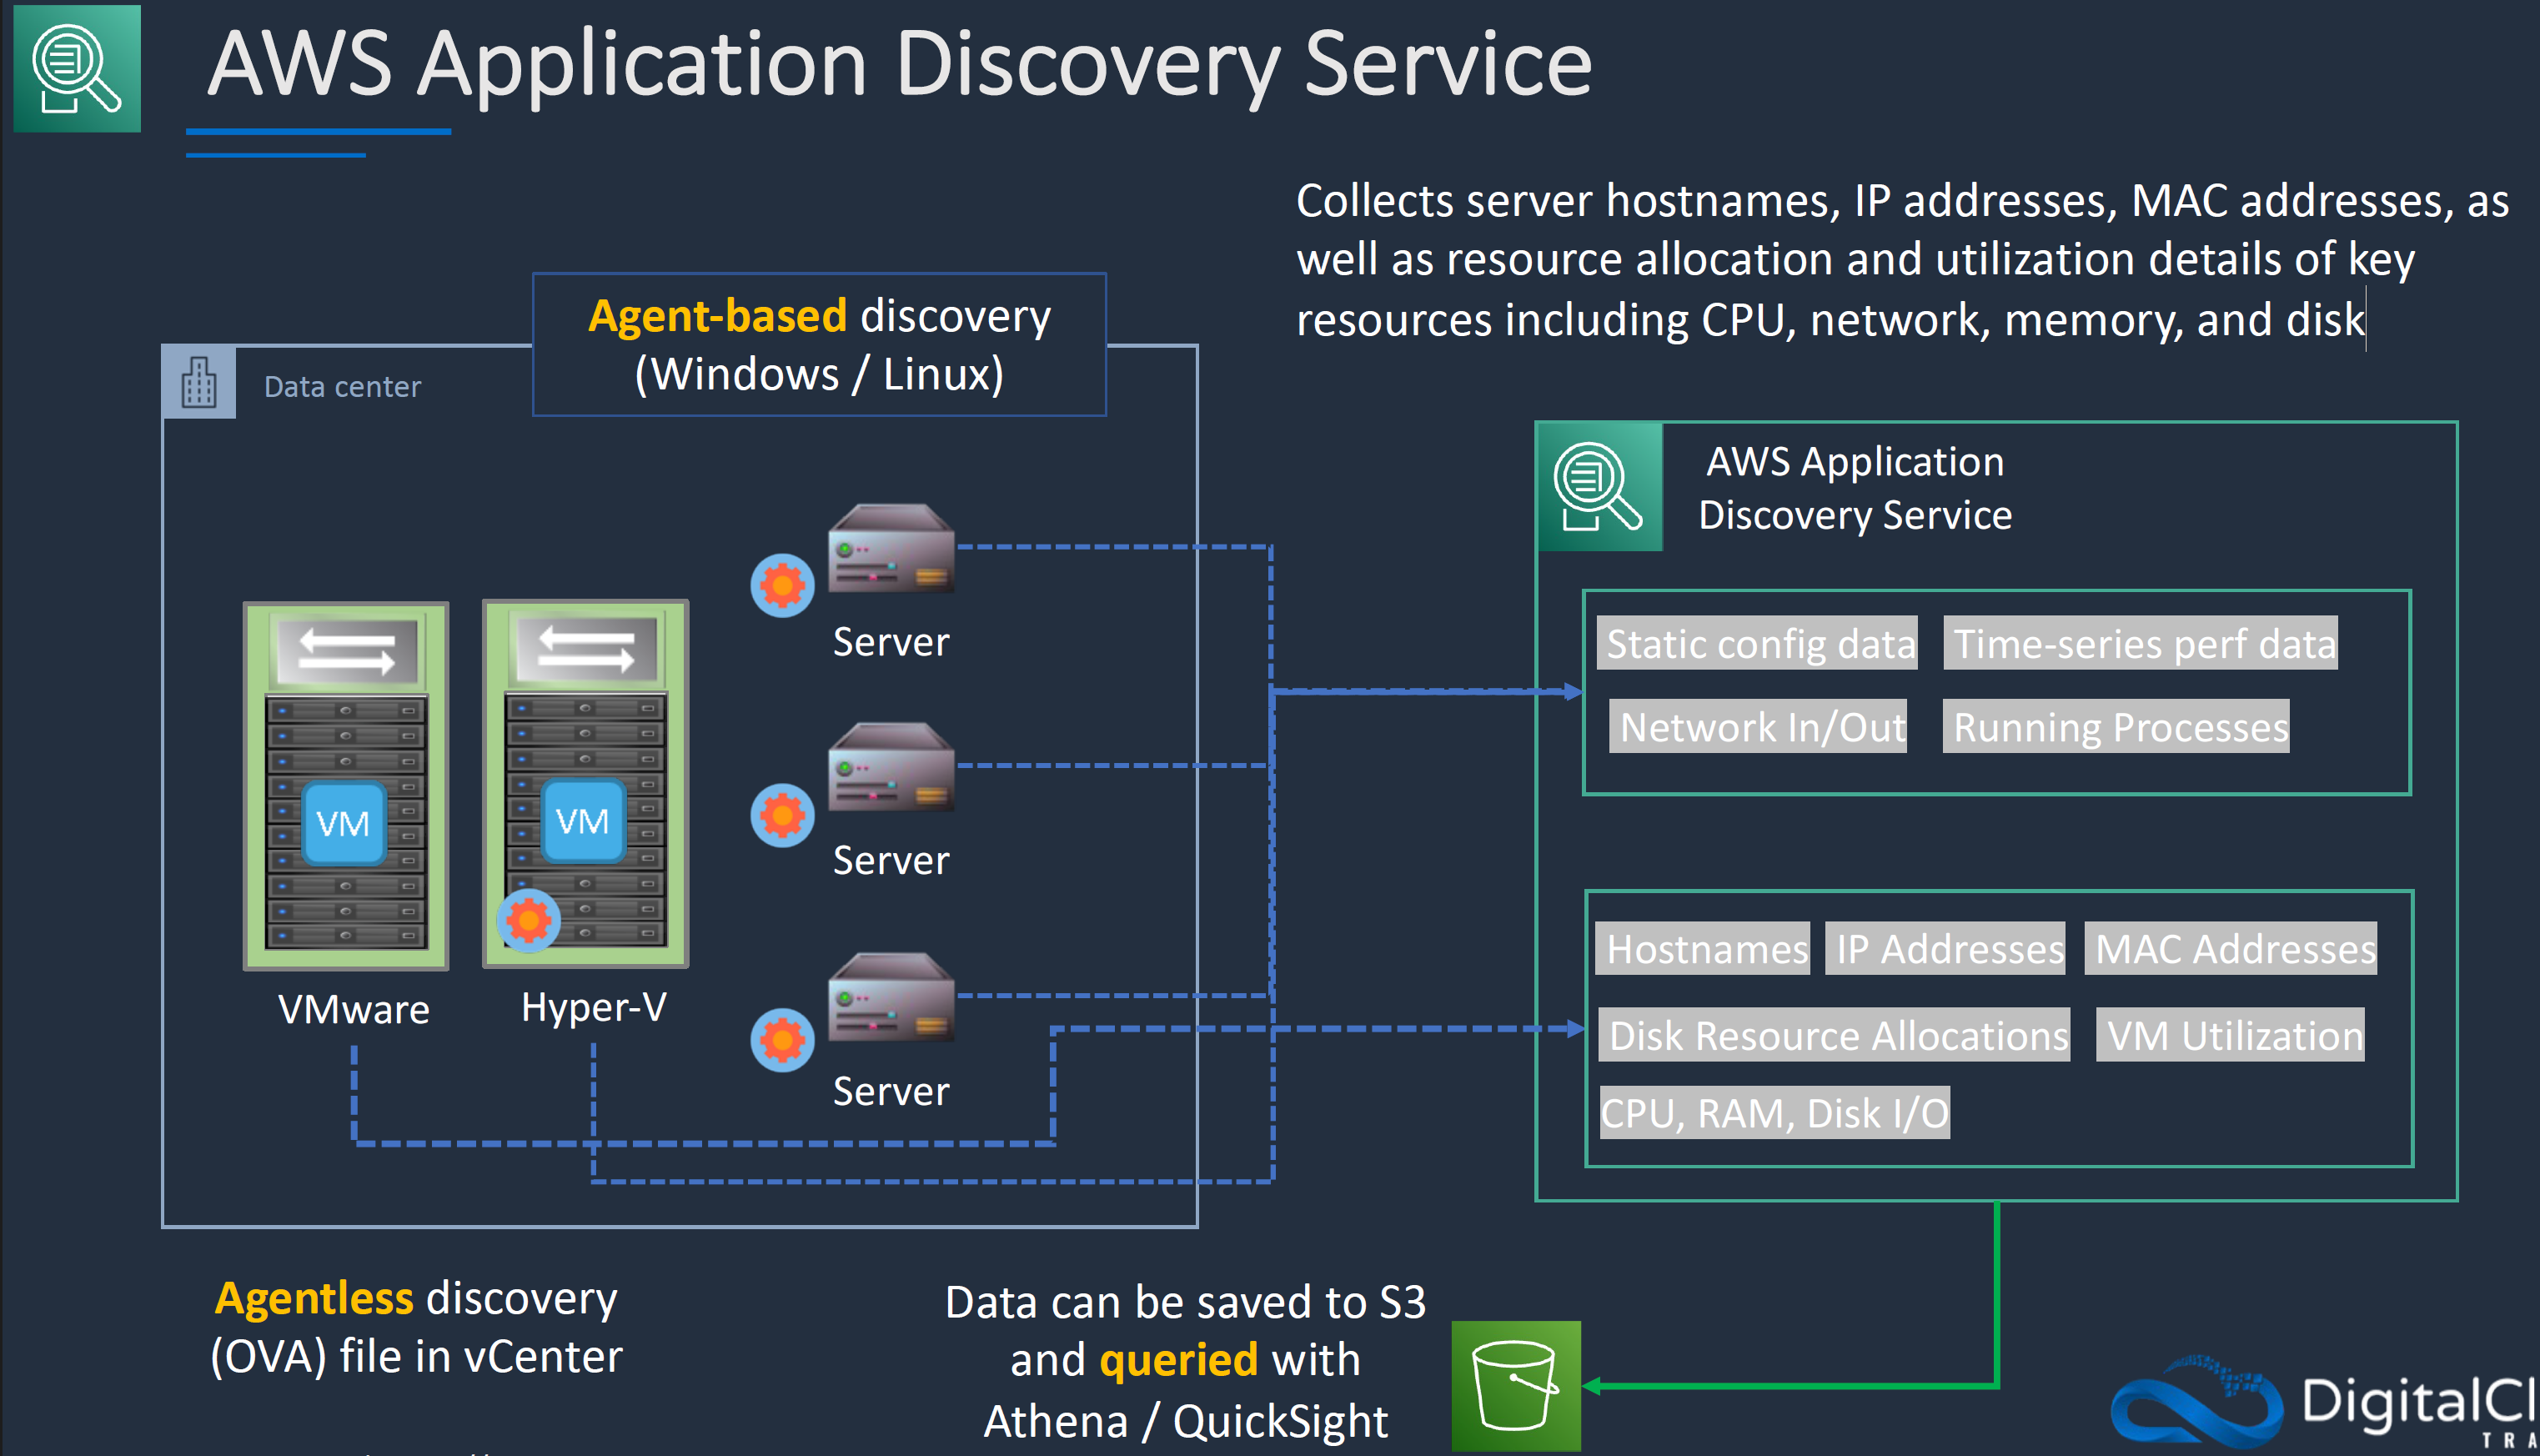 AWS Application Discovery Service
Collects server hostnames, IP addresses, MAC addresses, as
well as resource allocation and utilization details of key
resources including CPU, network, memory, and disk
Agent-based discovery
(Windows / Linux)
Data center
AWS Application
Discovery Service
Server
Static config data
Time-series perf data
Network In/Out
Running Processes
VM
VM
Server
Hostnames
IP Addresses
MAC Addresses
VMware
Hyper-V
Disk Resource Allocations
VM Utilization
Server
CPU, RAM, Disk I/O
Agentless discovery
(OVA) file in vCenter
Data can be saved to S3
and queried with
Athena / QuickSight
DigitalCl
TRA